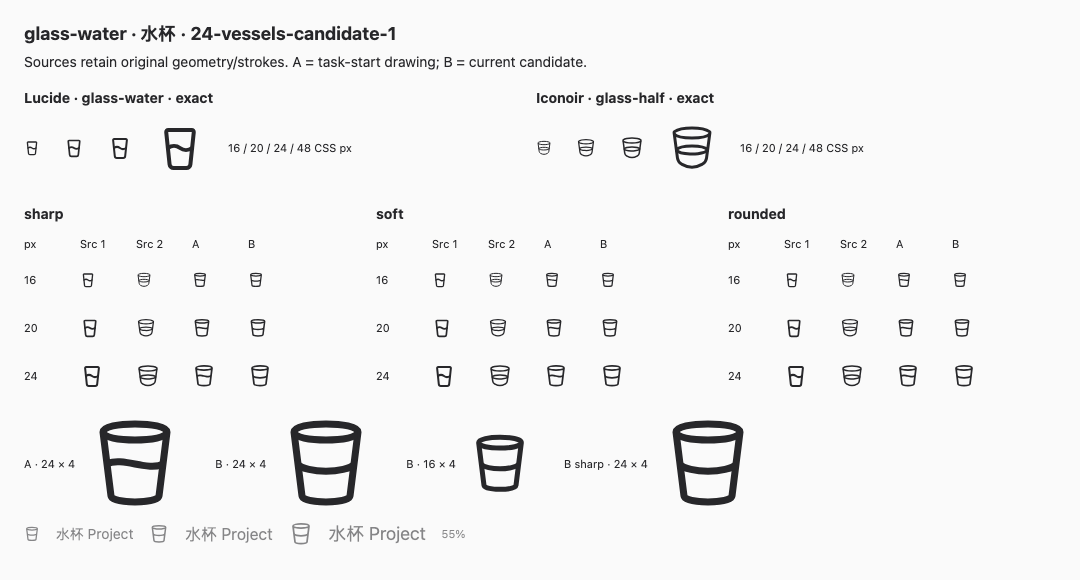 glass-water · 水杯 · 24-vessels-candidate-1
Sources retain original geometry/strokes. A = task-start drawing; B = current candidate.
Lucide · glass-water · exact
Iconoir · glass-half · exact
16 / 20 / 24 / 48 CSS px
16 / 20 / 24 / 48 CSS px
sharp
soft
rounded
px Src 1 Src 2 A B
px Src 1 Src 2 A B
px Src 1 Src 2 A B
16
16
16
20
20
20
24
24
24
A · 24 × 4
B · 24 × 4
B · 16 × 4
B sharp · 24 × 4
水杯 Project
水杯 Project
水杯 Project
55%